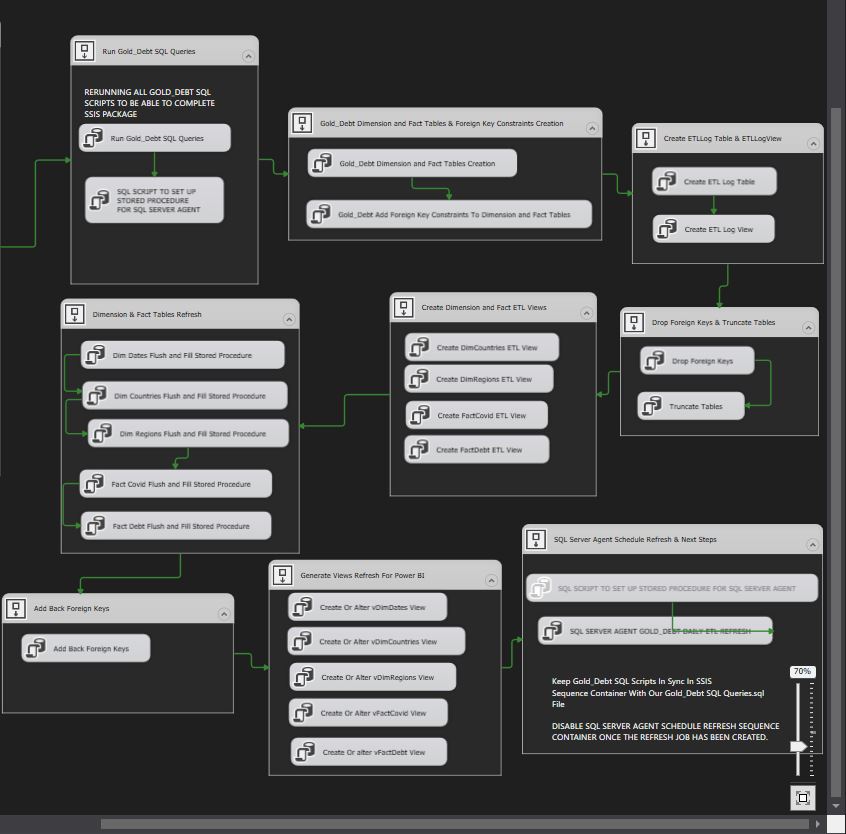 Run Gold_Debt SQL Queries
RERUNNING ALL GOLD_DEBT SQL
SCRIPTS TO BE ABLE TO COMPLETE
SSIS PACKAGE
Run Gold_Debt SQL Queries
SQL SCRIPT TO SET UP
STORED PROCEDURE
FOR SQL SERVER AGENT
Gold_Debt Dimension and Fact Tables & Foreign Key Constraints Creation
Gold_Debt Dimension and Fact Tables Creation
Gold_Debt Add Foreign Key Constraints To Dimension and Fact Tables
Create ETLLog Table & ETLLogView
Create ETL Log Table
Create ETL Log View
Dimension & Fact Tables Refresh
Dim Dates Flush and Fill Stored Procedure
Dim Countries Flush and Fill Stored Procedure
Dim Regions Flush and Fill Stored Procedure
Fact Covid Flush and Fill Stored Procedure
Fact Debt Flush and Fill Stored Procedure
Create Dimension and Fact ETL Views
Create DimCountries ETL View
Create DimRegions ETL View
Create FactCovid ETL View
Create FactDebt ETL View
Drop Foreign Keys & Truncate Tables
Drop Foreign Keys
Truncate Tables
Add Back Foreign Keys
Add Back Foreign Keys
Generate Views Refresh For Power BI
Create Or Alter vDimDates View
Create Or Alter vDimCountries View
Create Or Alter vDimRegions View
Create Or Alter vFactCovid View
Create Or alter vFactDebt View
SQL Server Agent Schedule Refresh & Next Steps
SQL SCRIPT TO SET UP STORED PROCEDURE FOR SQL SERVER AGENT
SQL SERVER AGENT GOLD_DEBT DAILY ETL REFRESH
Keep Gold_Debt SQL Scripts In Sync In SSIS
Sequence Container With Our Gold_Debt SQL Queries.sql
File
DISABLE SQL SERVER AGENT SCHEDULE REFRESH SEQUENCE
CONTAINER ONCE THE REFRESH JOB HAS BEEN CREATED.
70%